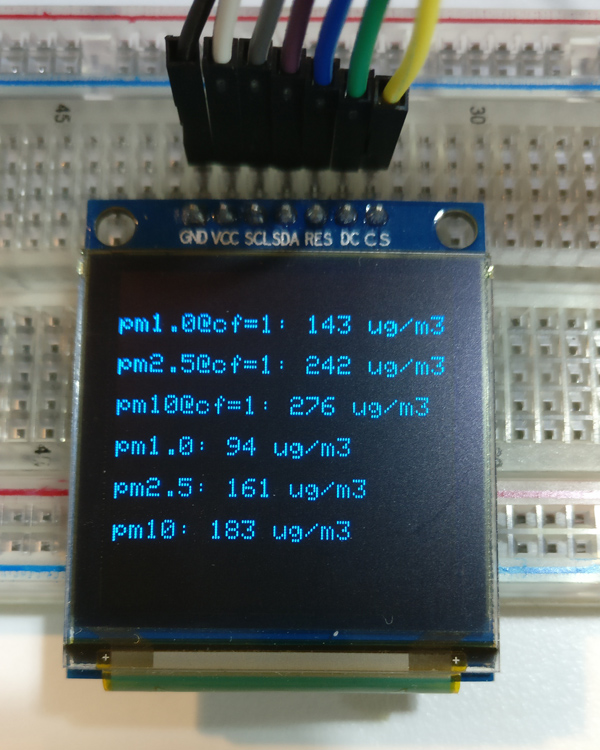 45
30
GND VCC SCL SDA RES DC CS
pm1.0@cf=1: 143 ug/m3
pm2.5@cf=1: 242 ug/m3
pm10@cf=1: 276 ug/m3
pm1.0: 94 ug/m3
pm2.5: 161 ug/m3
pm10: 183 ug/m3